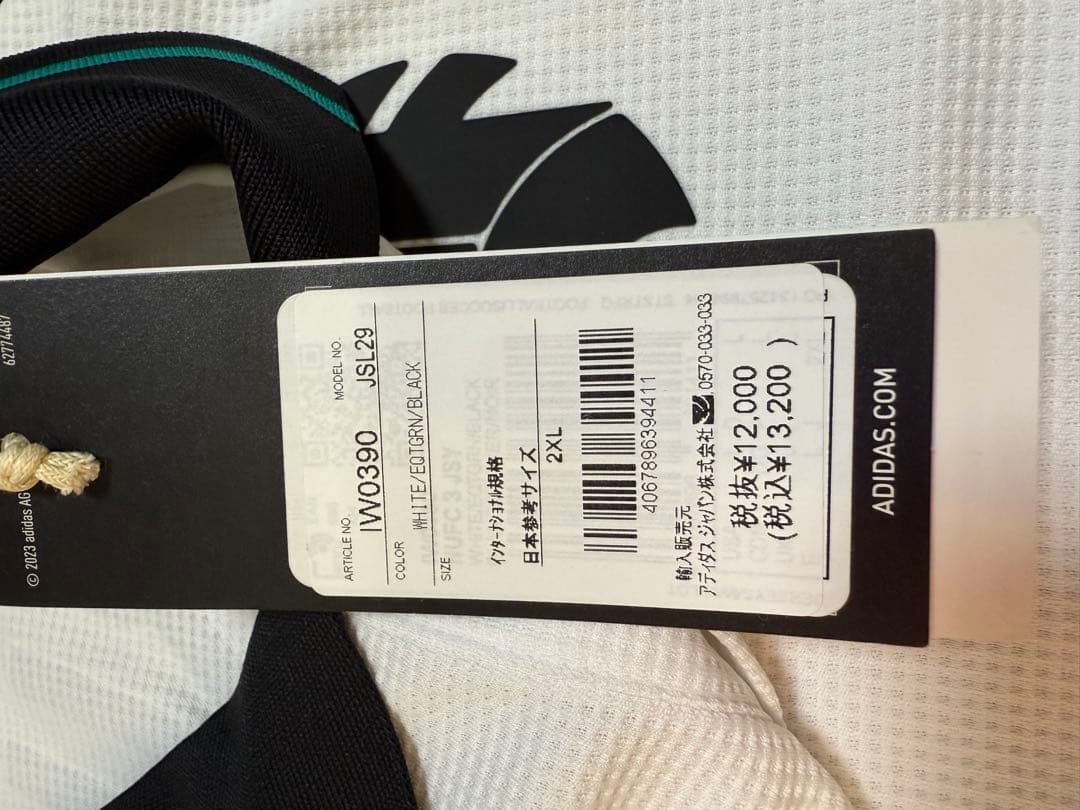 62774487
© 2023 adidas AG
ARTICLE NO.
MODEL NO.
IW0390
JSL29
COLOR
WHITE/EQTGRN/BLACK
SIZE
インターナショナル規格
日本参考サイズ
2XL
4067896394411
輸入販売元
アディダス ジャパン株式会社 0570-033-033
税抜¥12,000
(税込¥13,200 )
ADIDAS.COM